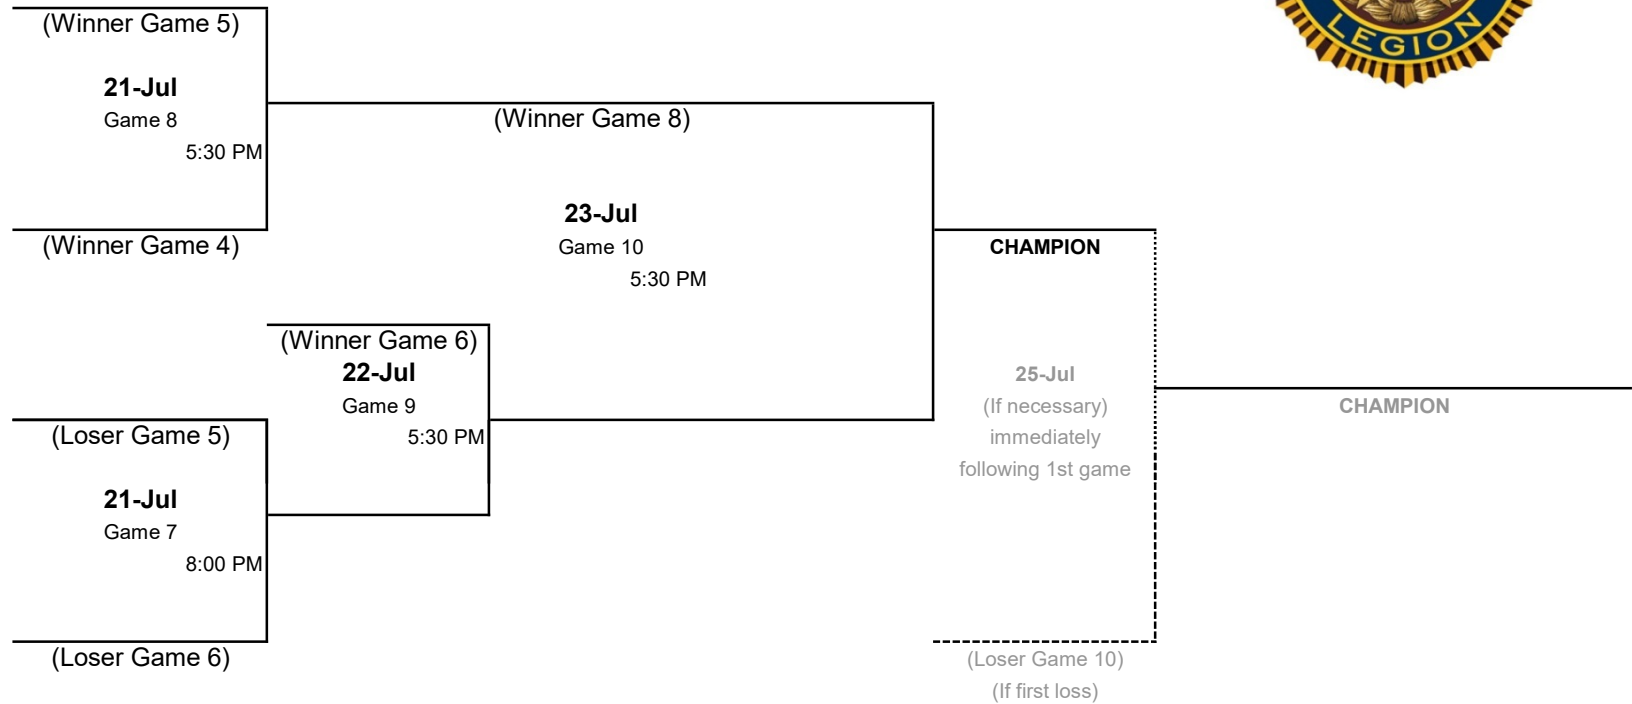 (Winner Game 5)
LEGION
21-Jul
Game 8
5:30 PM
(Winner Game 8)
(Winner Game 4)
23-Jul
Game 10
5:30 PM
CHAMPION
(Winner Game 6)
22-Jul
Game 9
5:30 PM
25-Jul
(If necessary)
immediately
following 1st game
CHAMPION
(Loser Game 5)
21-Jul
Game 7
8:00 PM
(Loser Game 6)
(Loser Game 10)
(If first loss)